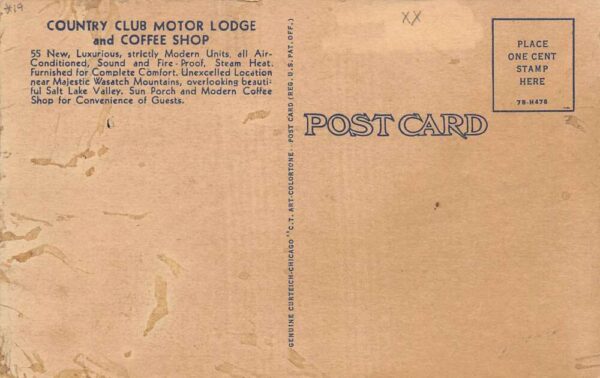 #19
XX
COUNTRY CLUB MOTOR LODGE
and COFFEE SHOP
55 New, Luxurious, strictly Modern Units, all Air-
Conditioned, Sound and Fire-Proof, Steam Heat.
Furnished for Complete Comfort. Unexcelled Location
near Majestic Wasatch Mountains, overlooking beauti-
ful Salt Lake Valley. Sun Porch and Modern Coffee
Shop for Convenience of Guests.
GENUINE CURTEICH-CHICAGO "C.T. ART-COLORTONE" POST CARD (REG. U.S. PAT. OFF.)
POST CARD
PLACE
ONE CENT
STAMP
HERE
7B-H478